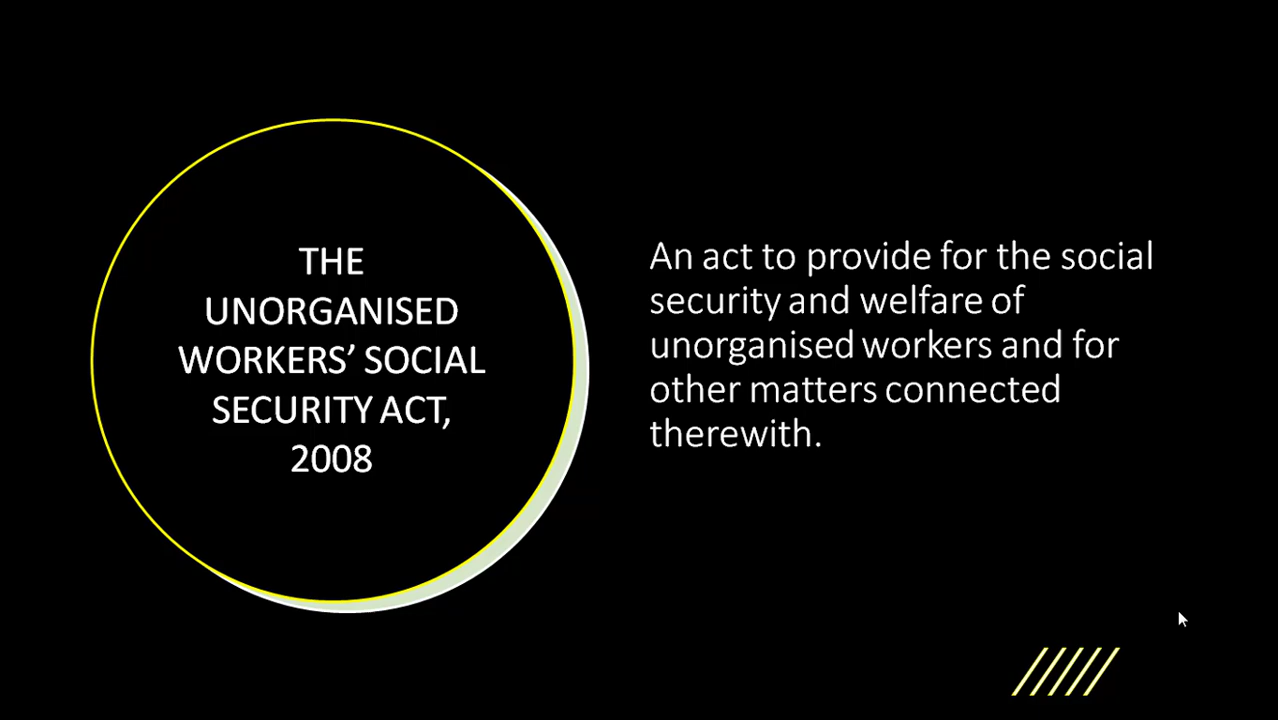 THE
UNORGANISED
WORKERS’ SOCIAL
SECURITY ACT,
2008
An act to provide for the social
security and welfare of
unorganised workers and for
other matters connected
therewith.